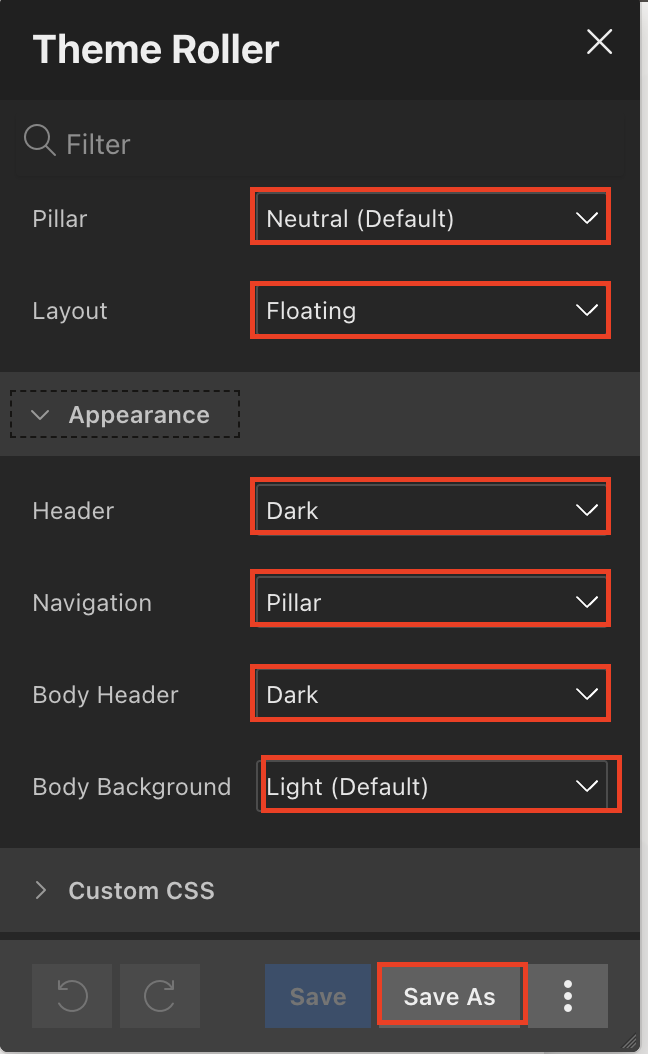 Theme Roller
Filter
Pillar Neutral (Default)
Layout Floating
Appearance
Header Dark
Navigation Pillar
Body Header Dark
Body Background Light (Default)
Custom CSS
Save Save As